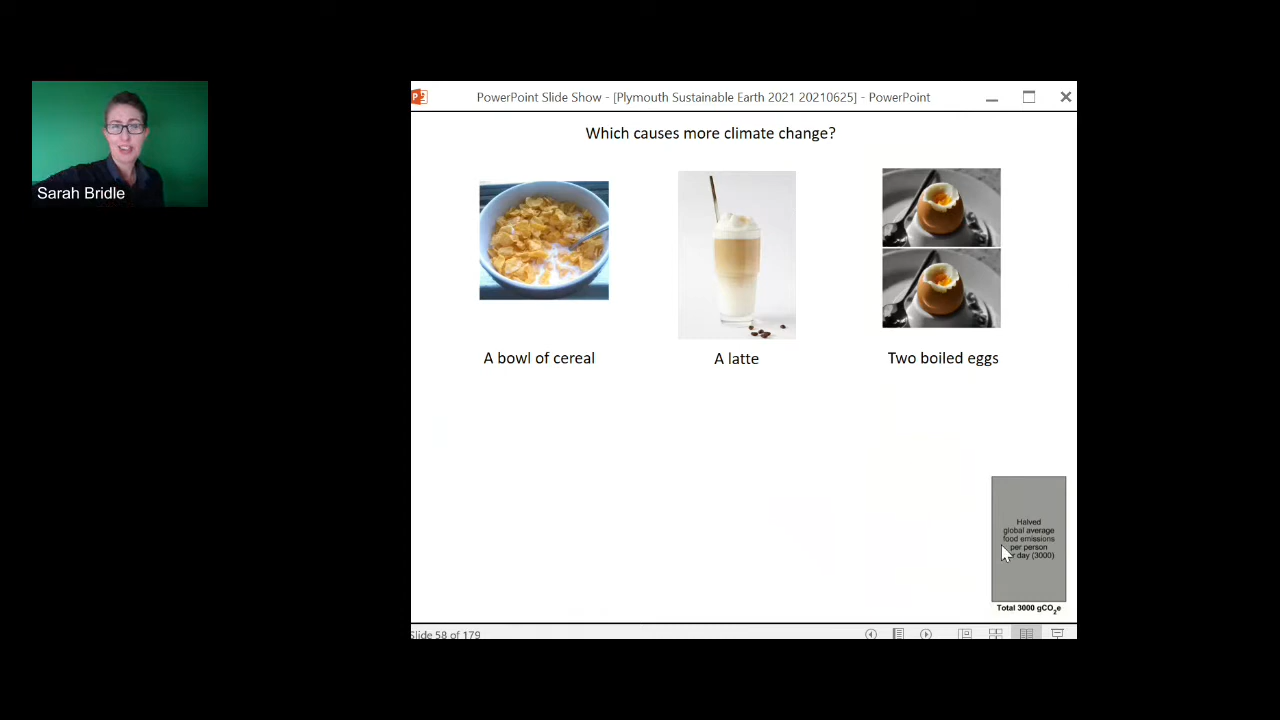 PowerPoint Slide Show - [Plymouth Sustainable Earth 2021 20210625] - PowerPoint
Which causes more climate change?
Sarah Bridle
A bowl of cereal
A latte
Two boiled eggs
Halved
global average
food emissions
per person
day (3000)
Total 3000 gCO2e
Slide 58 of 179